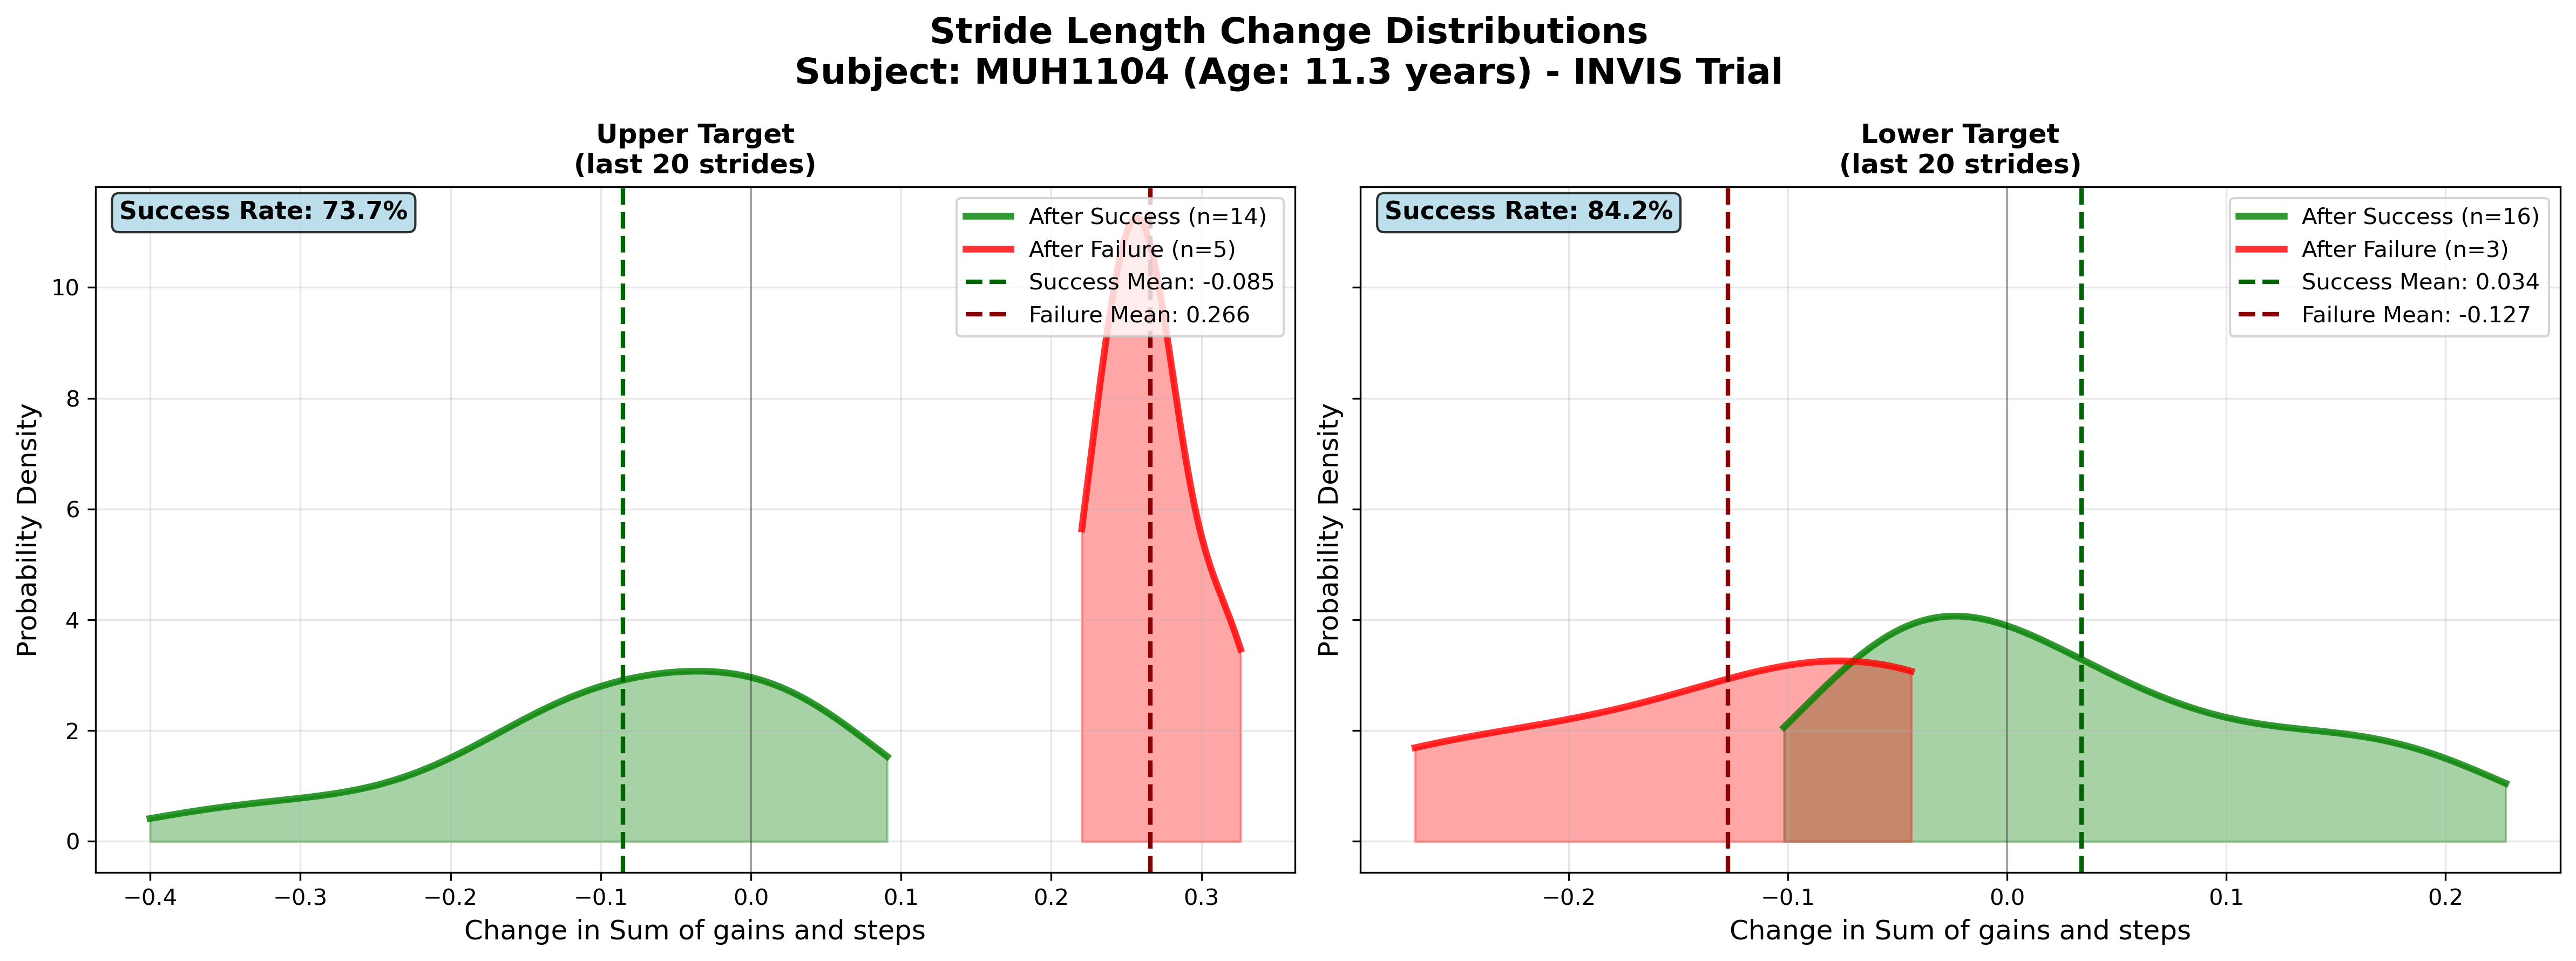 Stride Length Change Distributions
Subject: MUH1104 (Age: 11.3 years) - INVIS Trial
Upper Target
(last 20 strides)
Success Rate: 73.7%
After Success (n=14)
After Failure (n=5)
Success Mean: -0.085
Failure Mean: 0.266
Probability Density
10
8
6
4
2
0
−0.4
−0.3
−0.2
−0.1
0.0
0.1
0.2
0.3
Change in Sum of gains and steps
Lower Target
(last 20 strides)
Success Rate: 84.2%
After Success (n=16)
After Failure (n=3)
Success Mean: 0.034
Failure Mean: -0.127
Probability Density
−0.2
−0.1
0.0
0.1
0.2
Change in Sum of gains and steps